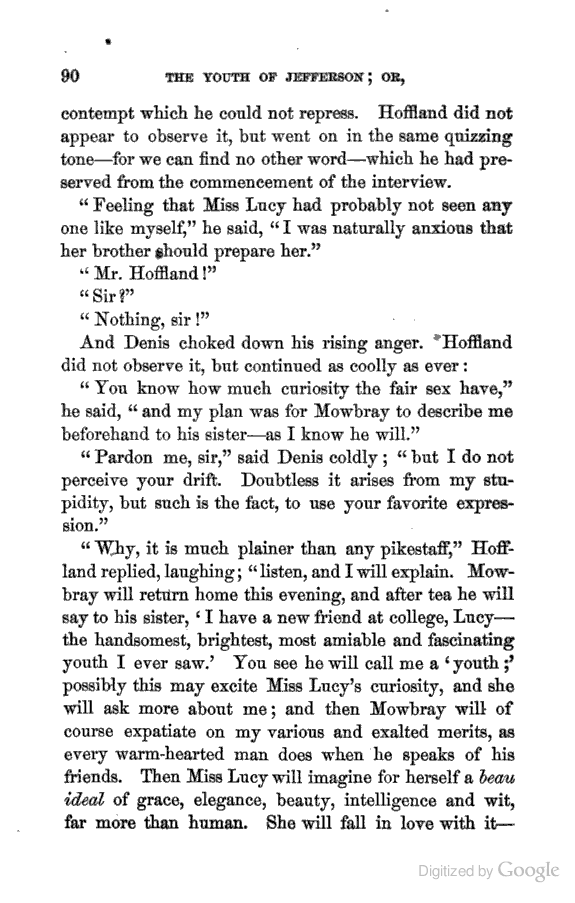 90 THE YOUTH OF JEFFERSON; OR,
contempt which he could not repress. Hoffland did not
appear to observe it, but went on in the same quizzing
tone—for we can find no other word—which he had pre-
served from the commencement of the interview.
“Feeling that Miss Lucy had probably not seen any
one like myself,” he said, “I was naturally anxious that
her brother should prepare her.”
“Mr. Hoffland!”
“Sir?”
“Nothing, sir!”
And Denis choked down his rising anger. Hoffland
did not observe it, but continued as coolly as ever:
“You know how much curiosity the fair sex have,”
he said, “and my plan was for Mowbray to describe me
beforehand to his sister—as I know he will.”
“Pardon me, sir,” said Denis coldly; “but I do not
perceive your drift. Doubtless it arises from my stu-
pidity, but such is the fact, to use your favorite expres-
sion.”
“Why, it is much plainer than any pikestaff,” Hoff-
land replied, laughing; “listen, and I will explain. Mow-
bray will return home this evening, and after tea he will
say to his sister, ‘I have a new friend at college, Lucy—
the handsomest, brightest, most amiable and fascinating
youth I ever saw.’ You see he will call me a ‘youth;’
possibly this may excite Miss Lucy’s curiosity, and she
will ask more about me; and then Mowbray will of
course expatiate on my various and exalted merits, as
every warm-hearted man does when he speaks of his
friends. Then Miss Lucy will imagine for herself a beau
ideal of grace, elegance, beauty, intelligence and wit,
far more than human. She will fall in love with it—
Digitized by Google